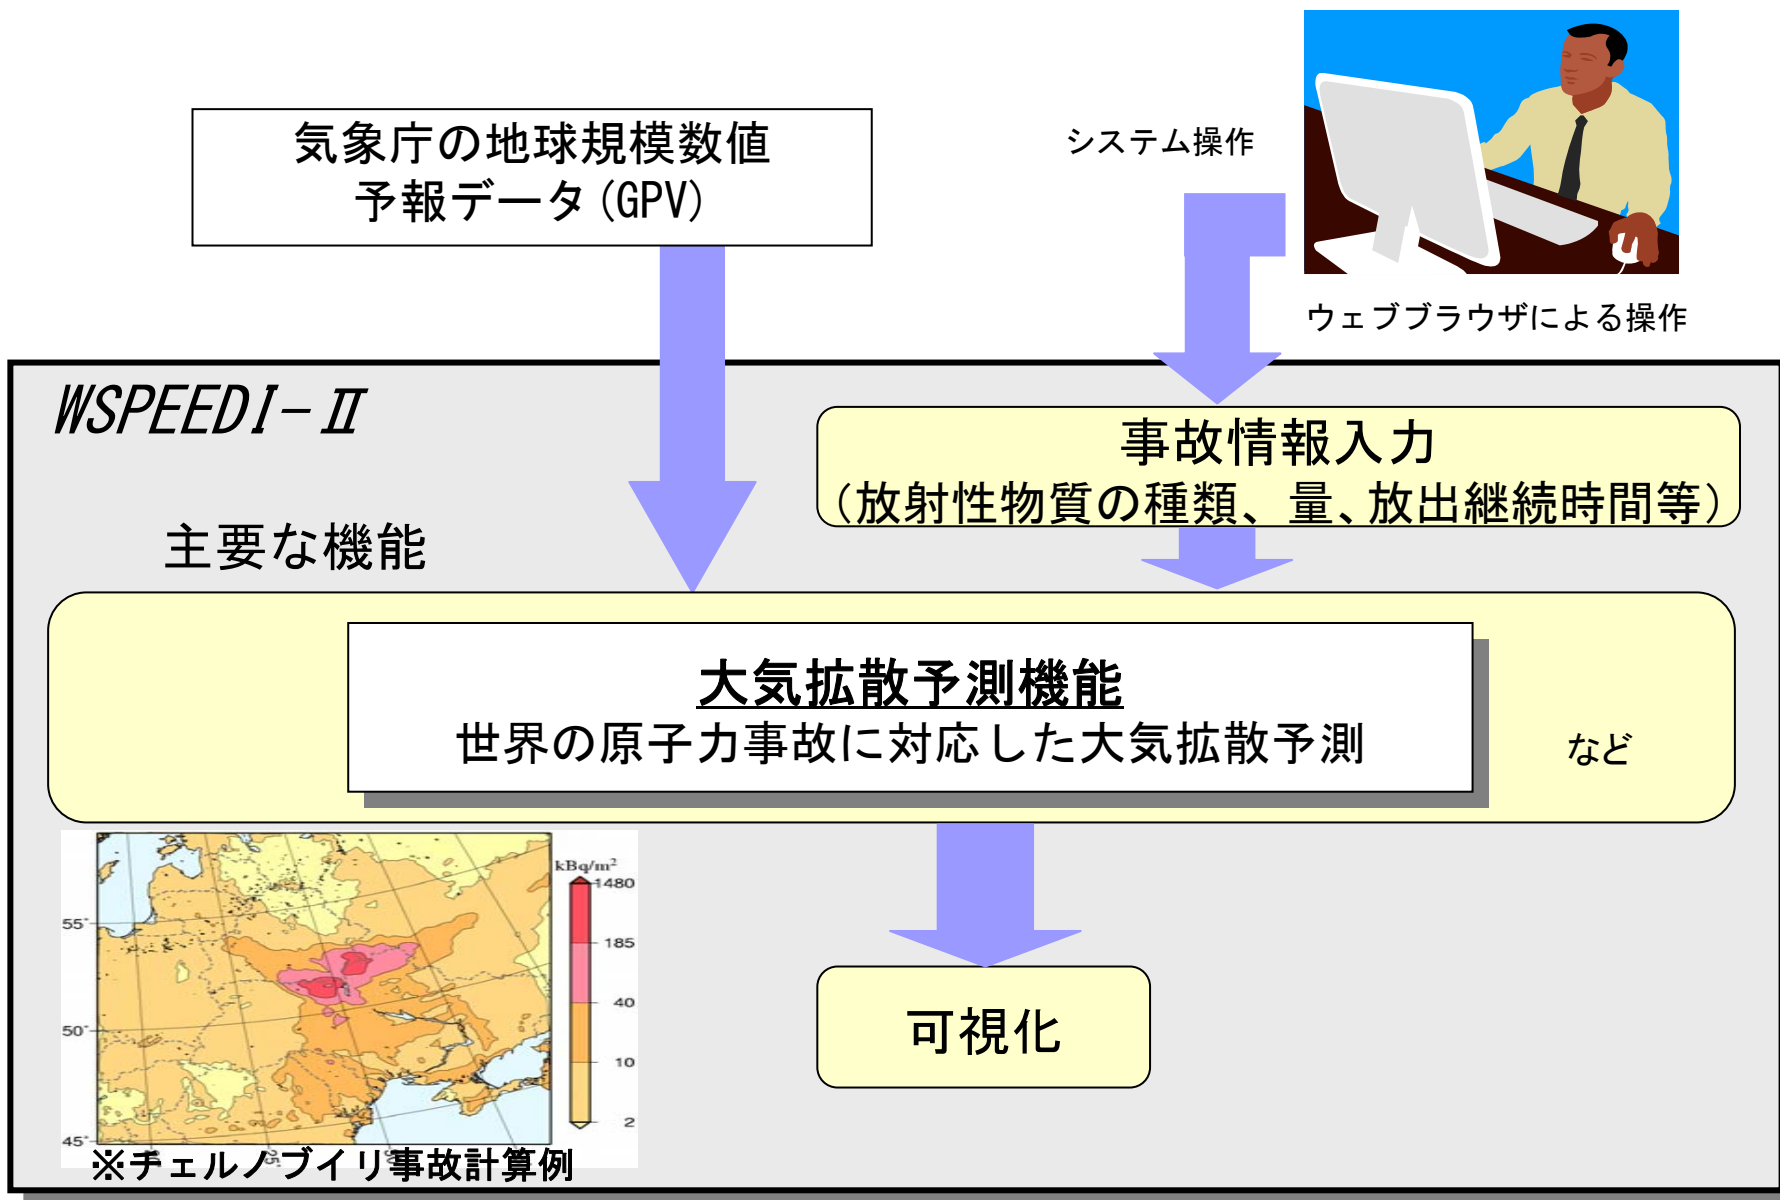 気象庁の地球規模数値
予報データ(GPV)
システム操作
ウェブブラウザによる操作
WSPEEDI-Ⅱ
事故情報入力
(放射性物質の種類、量、放出継続時間等)
主要な機能
大気拡散予測機能
世界の原子力事故に対応した大気拡散予測
など
kBq/m²
1480
185
40
10
2
55°
50°
45°
25°
※チェルノブイリ事故計算例
可視化